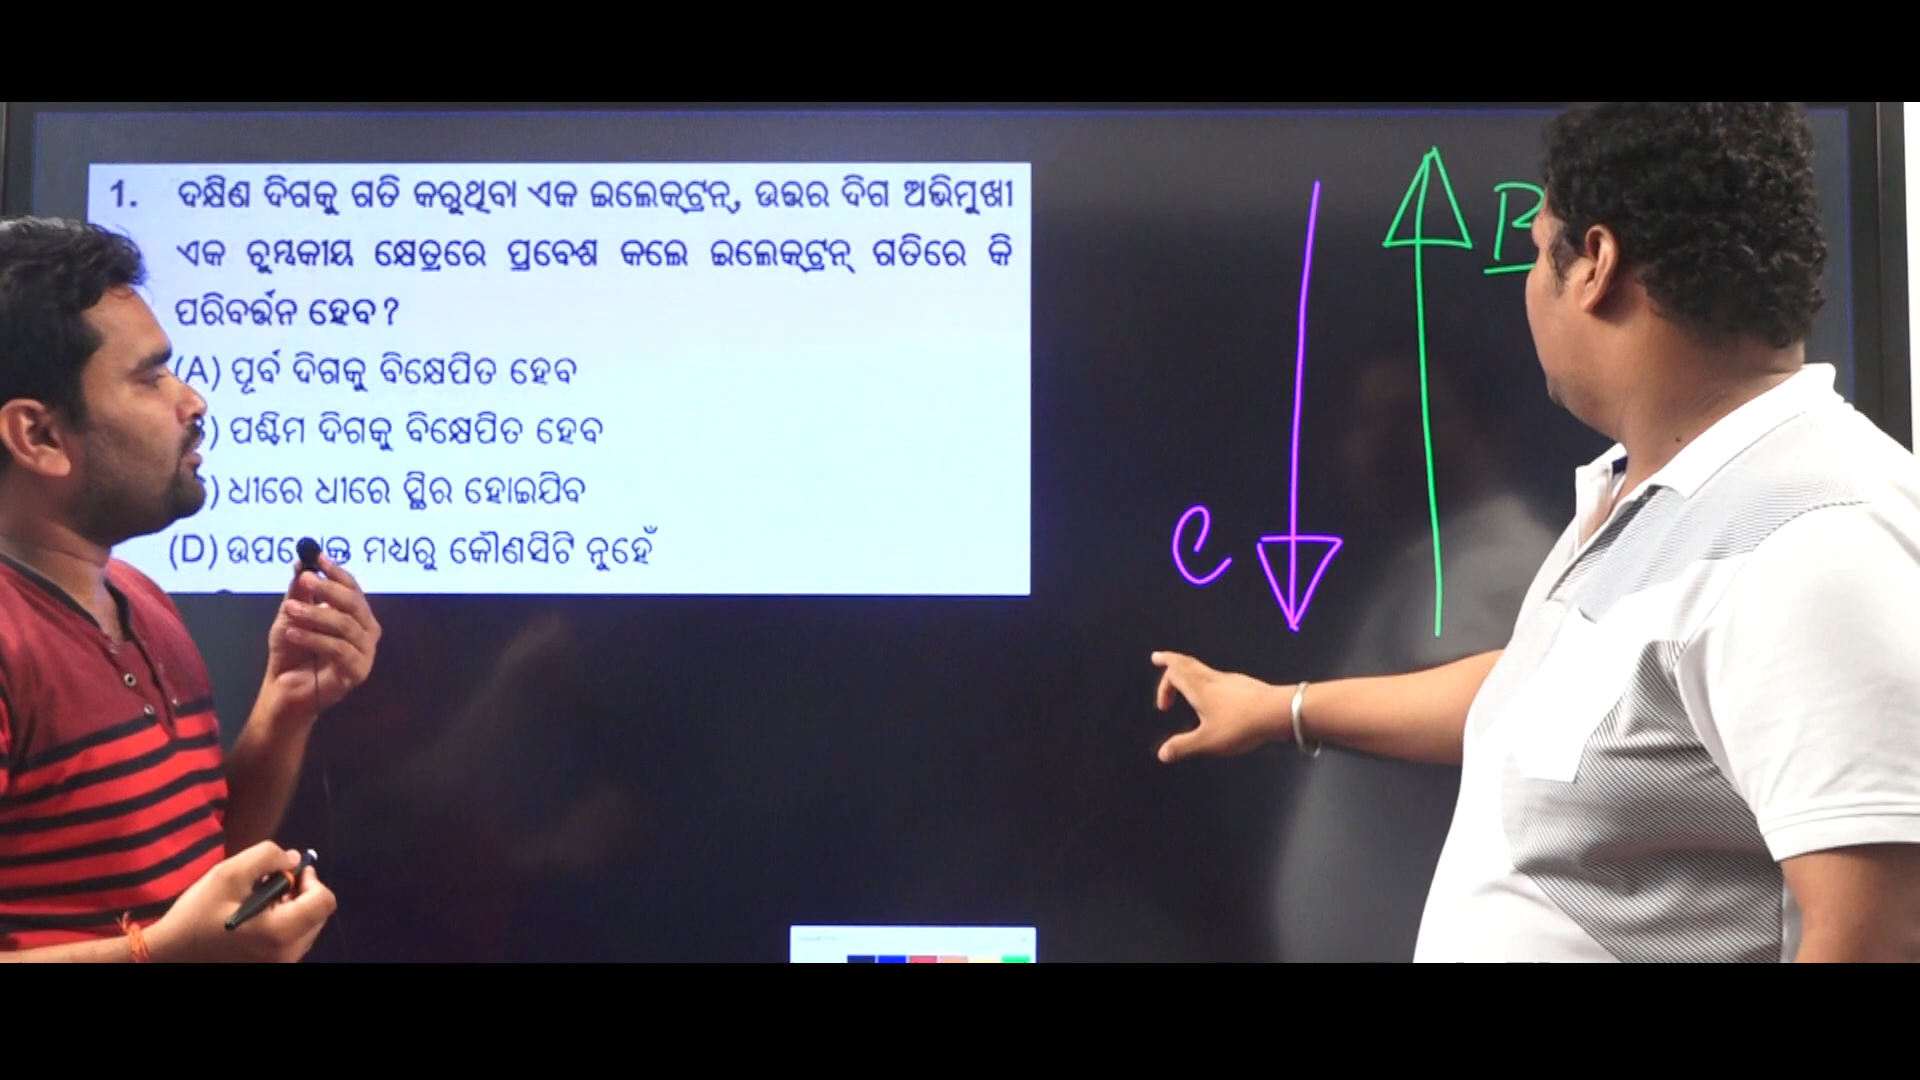 1. ଦକ୍ଷିଣ ଦିଗକୁ ଗତି କରୁଥିବା ଏକ ଇଲେକ୍‌ଟ୍ରନ୍, ଉତ୍ତର ଦିଗ ଅଭିମୁଖୀ
ଏକ ଚୁମ୍ବକୀୟ କ୍ଷେତ୍ରରେ ପ୍ରବେଶ କଲେ ଇଲେକ୍‌ଟ୍ରନ୍ ଗତିରେ କି
ପରିବର୍ତ୍ତନ ହେବ ?
(A) ପୂର୍ବ ଦିଗକୁ ବିକ୍ଷେପିତ ହେବ
) ପଶ୍ଚିମ ଦିଗକୁ ବିକ୍ଷେପିତ ହେବ
) ଧୀରେ ଧୀରେ ସ୍ଥିର ହୋଇଯିବ
(D) ମଧ୍ୟରୁ କୌଣସିଟି ନୁହେଁ
B
e